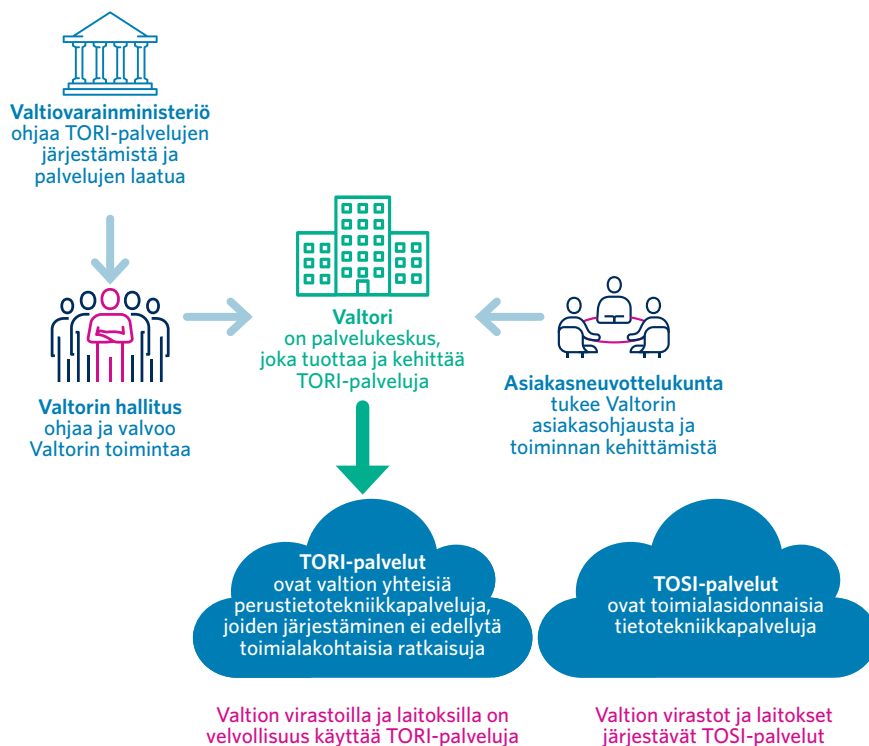 Valtiovarainministeriö
ohjaa TORI-palvelujen
järjestämistä ja
palvelujen laatua
Valtorin hallitus
ohjaa ja valvoo
Valtorin toimintaa
Valtori
on palvelukeskus,
joka tuottaa ja kehittää
TORI-palveluja
Asiakasneuvottelukunta
tukee Valtorin
asiakasohjausta ja
toiminnan kehittämistä
TORI-palvelut
ovat valtion yhteisiä
perustietotekniikkapalveluja,
joiden järjestäminen ei edellytä
toimialakohtaisia ratkaisuja
TOSI-palvelut
ovat toimialasidonnaisia
tietotekniikkapalveluja
Valtion virastoilla ja laitoksilla on
velvollisuus käyttää TORI-palveluja
Valtion virastot ja laitokset
järjestävät TOSI-palvelut